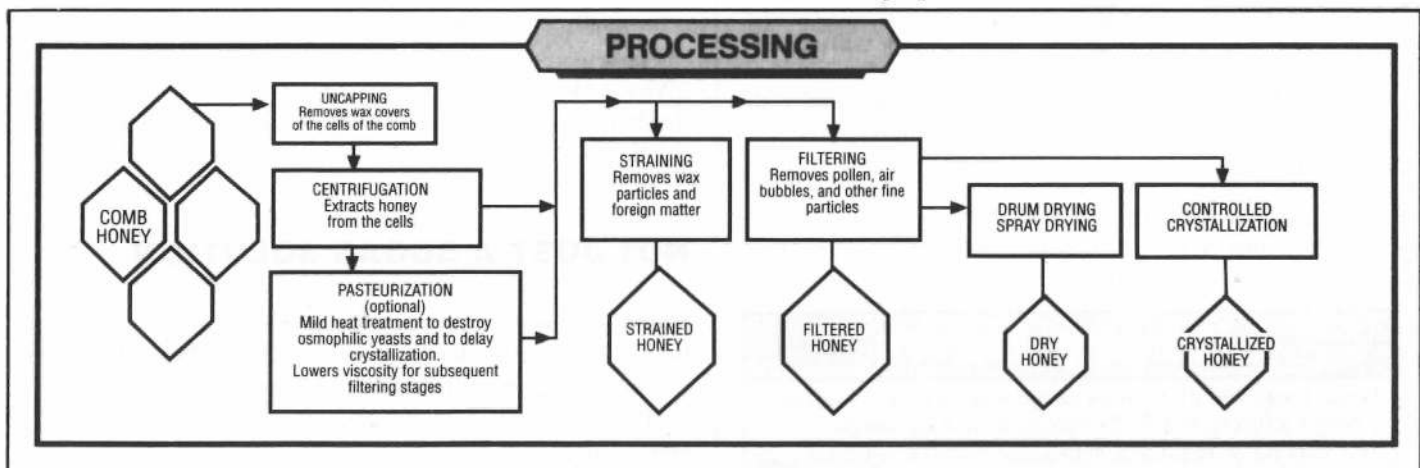 PROCESSING
UNCAPPING
Removes wax covers
of the cells of the comb
COMB
HONEY
CENTRIFUGATION
Extracts honey
from the cells
PASTEURIZATION
(optional)
Mild heat treatment to destroy
osmophilic yeasts and to delay
crystallization.
Lowers viscosity for subsequent
filtering stages
STRAINING
Removes wax
particles and
foreign matter
STRAINED
HONEY
FILTERING
Removes pollen, air
bubbles, and other fine
particles
FILTERED
HONEY
DRUM DRYING
SPRAY DRYING
DRY
HONEY
CONTROLLED
CRYSTALLIZATION
CRYSTALLIZED
HONEY